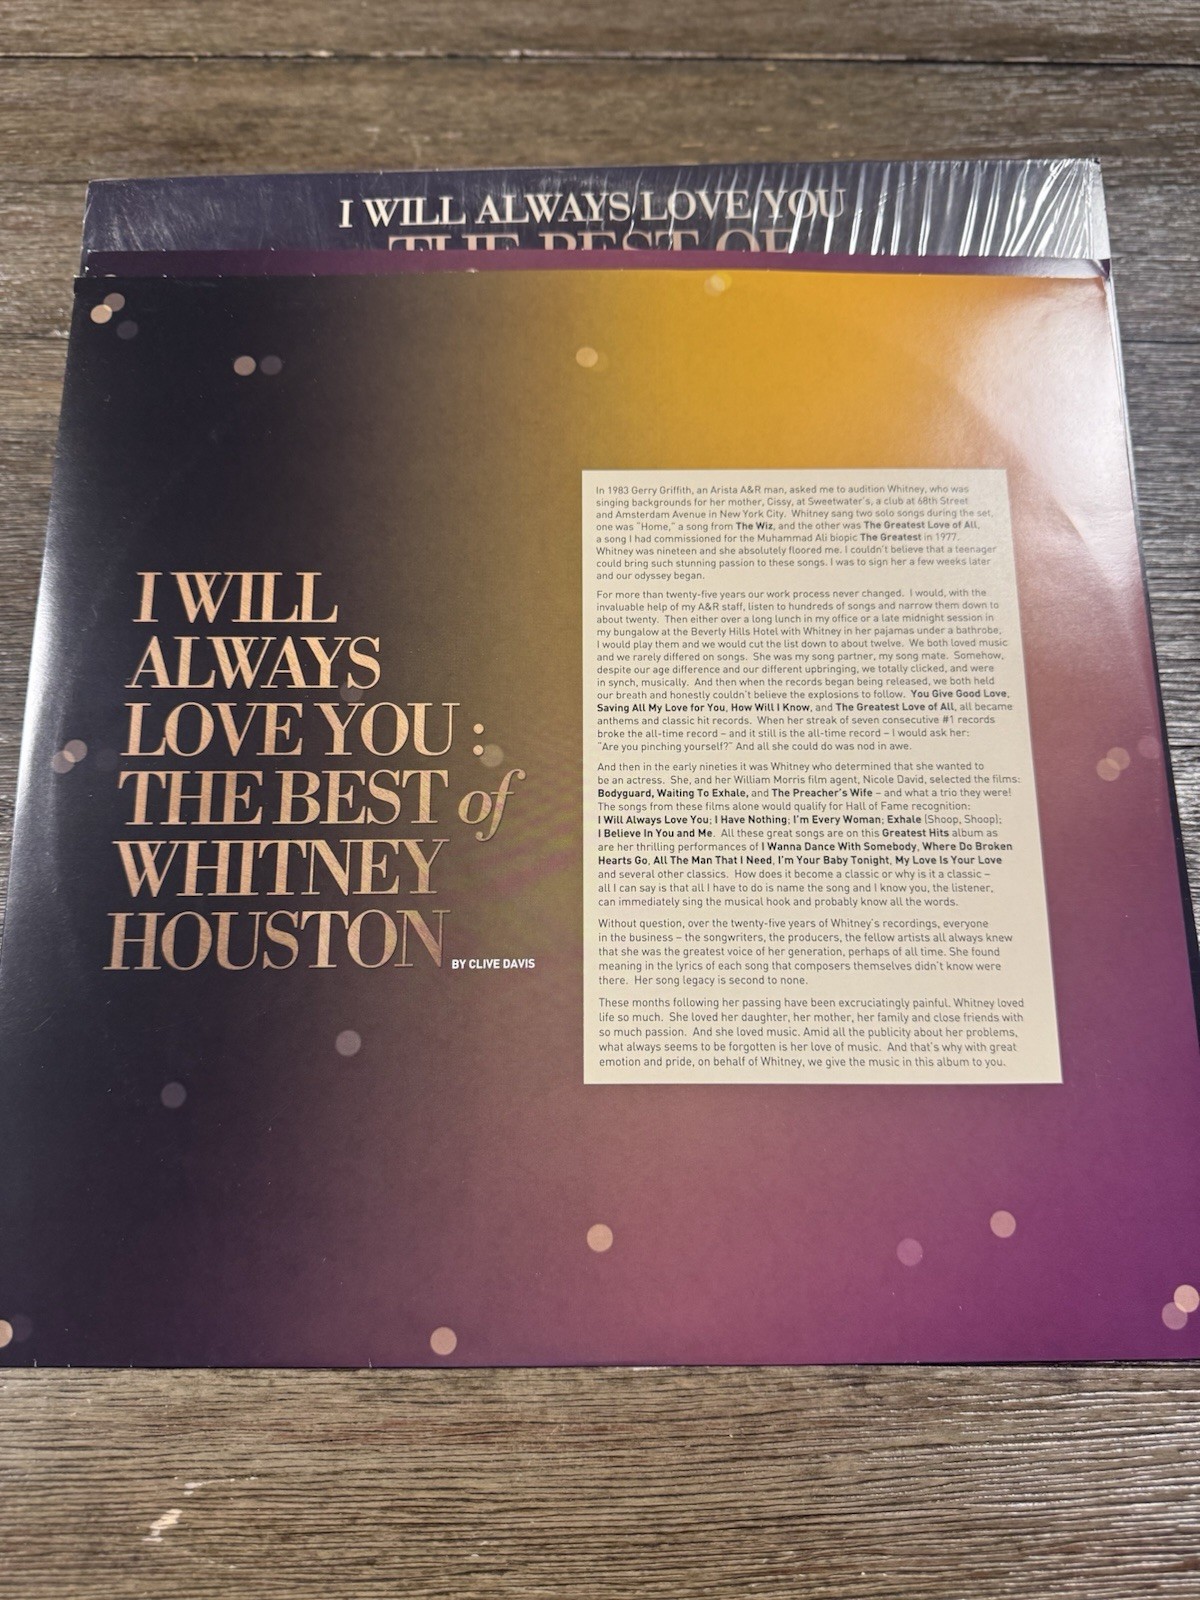 I WILL ALWAYS LOVE YOU
THE BEST OF
I WILL
ALWAYS
LOVE YOU :
THE BEST of
WHITNEY
HOUSTON
BY CLIVE DAVIS
In 1983 Gerry Griffith, an Arista A&R man, asked me to audition Whitney, who was
singing backgrounds for her mother, Cissy, at Sweetwater's, a club at 68th Street
and Amsterdam Avenue in New York City. Whitney sang two solo songs during the set,
one was "Home," a song from The Wiz, and the other was The Greatest Love of All,
a song I had commissioned for the Muhammad Ali biopic The Greatest in 1977.
Whitney was nineteen and she absolutely floored me. I couldn't believe that a teenager
could bring such stunning passion to these songs. I was to sign her a few weeks later
and our odyssey began.
For more than twenty-five years our work process never changed. I would, with the
invaluable help of my A&R staff, listen to hundreds of songs and narrow them down to
about twenty. Then either over a long lunch in my office or a late midnight session in
my bungalow at the Beverly Hills Hotel with Whitney in her pajamas under a bathrobe,
I would play them and we would cut the list down to about twelve. We both loved music
and we rarely differed on songs. She was my song partner, my song mate. Somehow,
despite our age difference and our different upbringing, we totally clicked, and were
in synch, musically. And then when the records began being released, we both held
our breath and honestly couldn't believe the explosions to follow. You Give Good Love,
Saving All My Love for You, How Will I Know, and The Greatest Love of All, all became
anthems and classic hit records. When her streak of seven consecutive #1 records
broke the all-time record – and it still is the all-time record – I would ask her:
"Are you pinching yourself?" And all she could do was nod in awe.
And then in the early nineties it was Whitney who determined that she wanted to
be an actress. She, and her William Morris film agent, Nicole David, selected the films:
Bodyguard, Waiting To Exhale, and The Preacher's Wife – and what a trio they were!
The songs from these films alone would qualify for Hall of Fame recognition:
I Will Always Love You; I Have Nothing; I'm Every Woman; Exhale (Shoop, Shoop);
I Believe In You and Me. All these great songs are on this Greatest Hits album as
are her thrilling performances of I Wanna Dance With Somebody, Where Do Broken
Hearts Go, All The Man That I Need, I'm Your Baby Tonight, My Love Is Your Love
and several other classics. How does it become a classic or why is it a classic –
all I can say is that all I have to do is name the song and I know you, the listener,
can immediately sing the musical hook and probably know all the words.
Without question, over the twenty-five years of Whitney's recordings, everyone
in the business – the songwriters, the producers, the fellow artists all always knew
that she was the greatest voice of her generation, perhaps of all time. She found
meaning in the lyrics of each song that composers themselves didn't know were
there. Her song legacy is second to none.
These months following her passing have been excruciatingly painful. Whitney loved
life so much. She loved her daughter, her mother, her family and close friends with
so much passion. And she loved music. Amid all the publicity about her problems,
what always seems to be forgotten is her love of music. And that's why with great
emotion and pride, on behalf of Whitney, we give the music in this album to you.